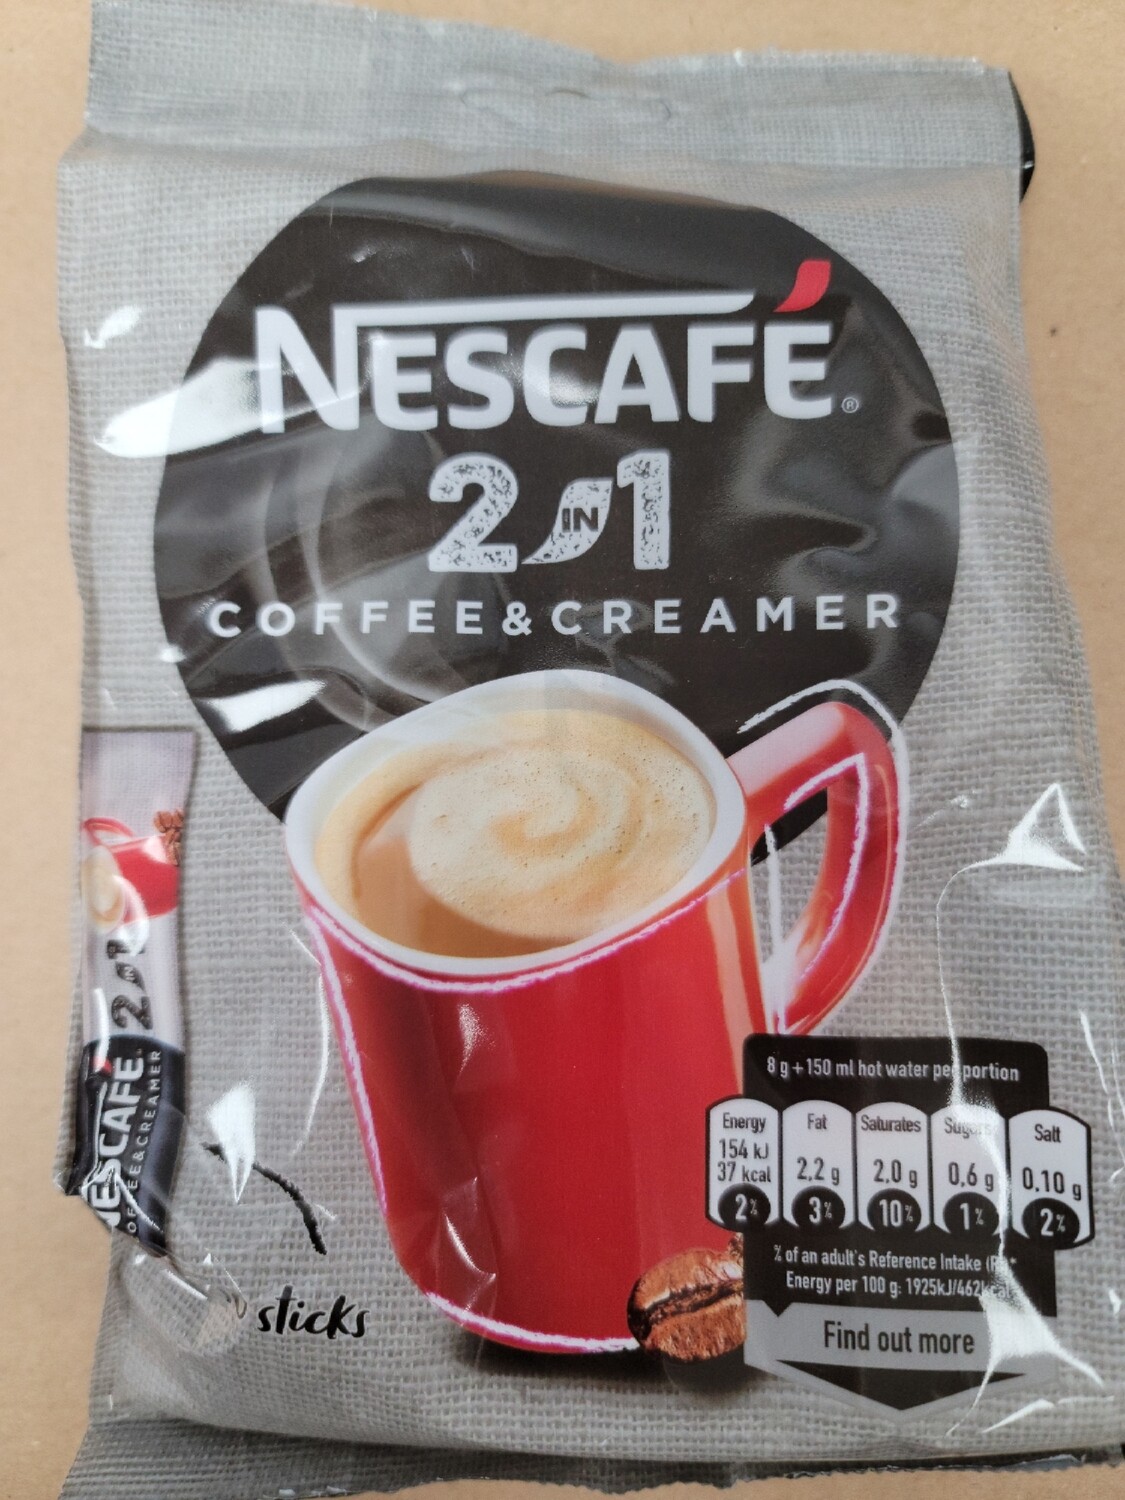 NESCAFÉ®
2 IN 1
COFFEE&CREAMER
2 IN 1
NESCAFÉ
COFFEE&CREAMER
sticks
8 g + 150 ml hot water per portion
Energy
154 kJ
37 kcal
2%
Fat
2,2 g
3%
Saturates
2,0 g
10%
Sugars
0,6 g
1%
Salt
0,10 g
2%
% of an adult's Reference Intake
Energy per 100 g: 1925kJ/462kcal
Find out more